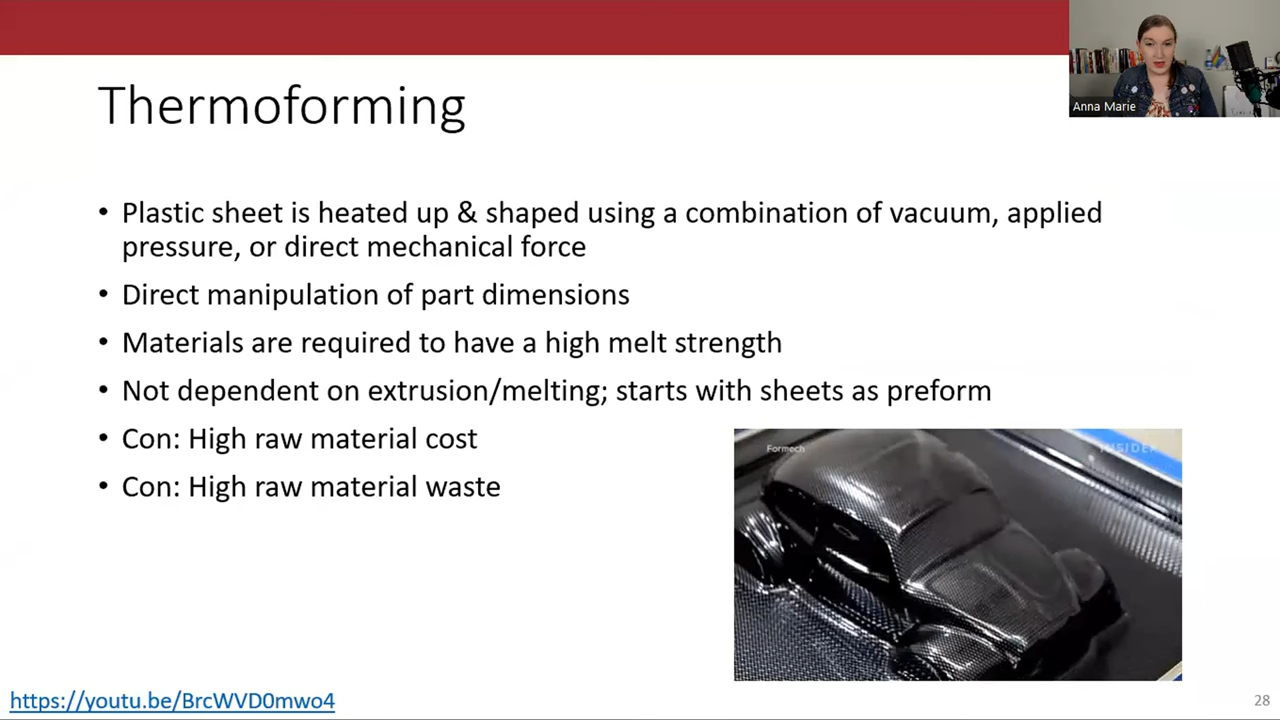 Anna Marie
Thermoforming
• Plastic sheet is heated up & shaped using a combination of vacuum, applied
pressure, or direct mechanical force
• Direct manipulation of part dimensions
• Materials are required to have a high melt strength
• Not dependent on extrusion/melting; starts with sheets as preform
• Con: High raw material cost
• Con: High raw material waste
Formech
INSIDER
https://youtu.be/BrcWVD0mwo4
28